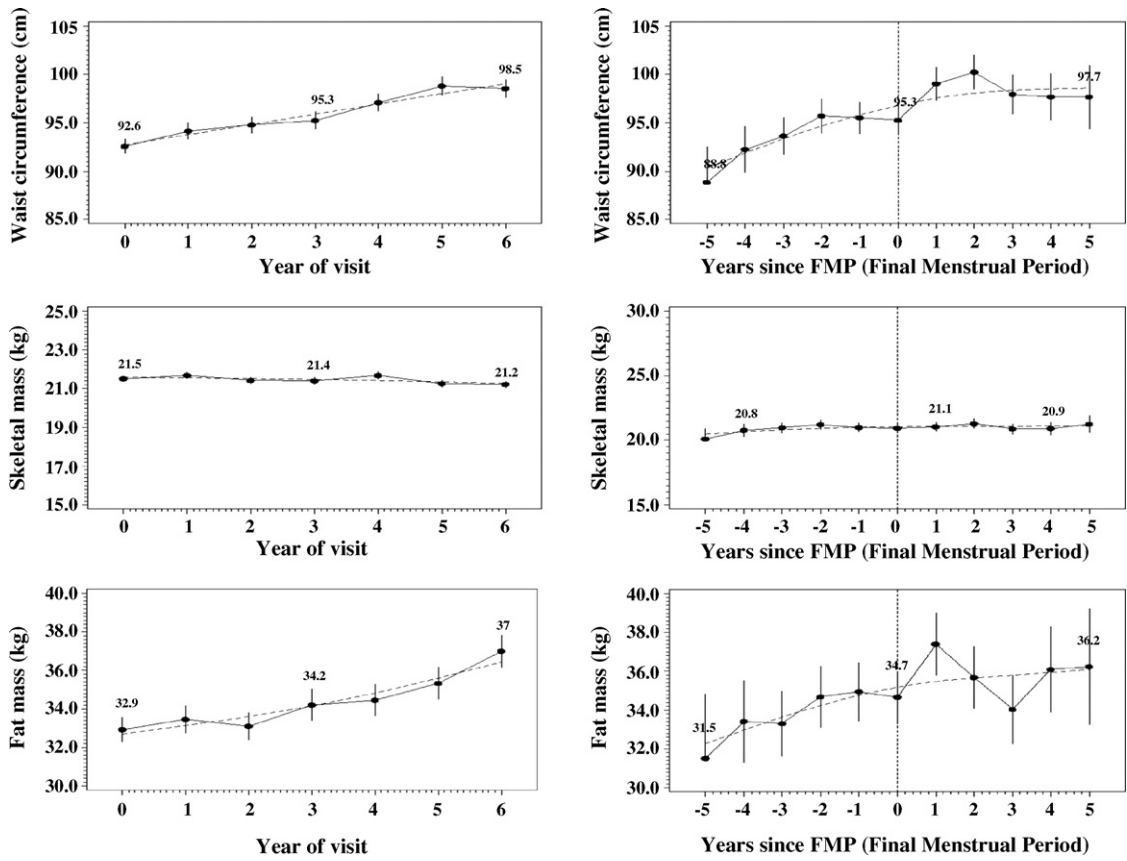 Waist circumference (cm)
105
100
95.0
90.0
85.0
92.6
95.3
98.5
0 1 2 3 4 5 6
Year of visit
Waist circumference (cm)
105
100
95.0
90.0
85.0
88.8
95.3
97.7
-5 -4 -3 -2 -1 0 1 2 3 4 5
Years since FMP (Final Menstrual Period)
Skeletal mass (kg)
25.0
23.0
21.0
19.0
17.0
15.0
21.5
21.4
21.2
0 1 2 3 4 5 6
Year of visit
Skeletal mass (kg)
30.0
25.0
20.0
15.0
20.8
21.1
20.9
-5 -4 -3 -2 -1 0 1 2 3 4 5
Years since FMP (Final Menstrual Period)
Fat mass (kg)
40.0
38.0
36.0
34.0
32.0
30.0
32.9
34.2
37
0 1 2 3 4 5 6
Year of visit
Fat mass (kg)
40.0
38.0
36.0
34.0
32.0
30.0
31.5
34.7
36.2
-5 -4 -3 -2 -1 0 1 2 3 4 5
Years since FMP (Final Menstrual Period)